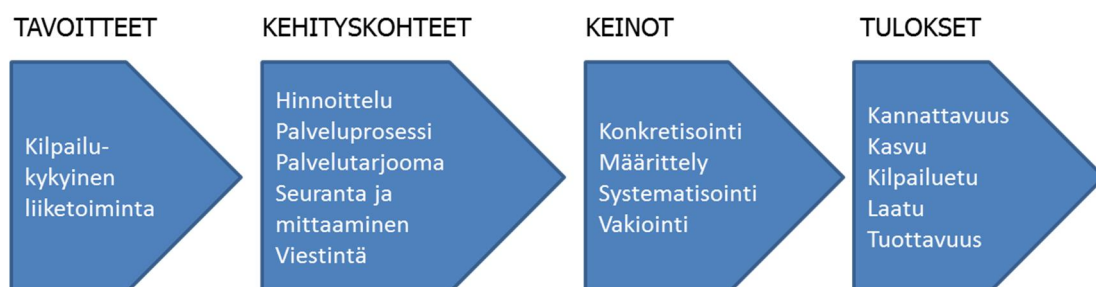 TAVOITTEET
Kilpailu-
kykyinen
liiketoiminta
KEHITYSKOHTEET
Hinnoittelu
Palveluprosessi
Palvelutarjooma
Seuranta ja
mittaaminen
Viestintä
KEINOT
Konkretisointi
Määrittely
Systematisointi
Vakiointi
TULOKSET
Kannattavuus
Kasvu
Kilpailuetu
Laatu
Tuottavuus